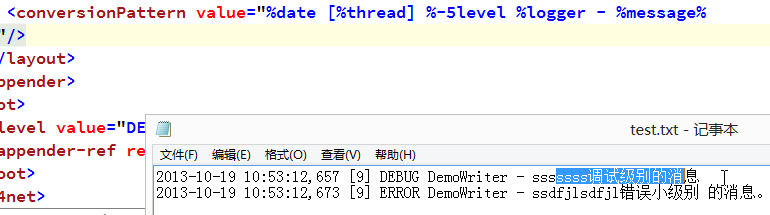 <conversionPattern value="%date [%thread] %-5level %logger - %message%
"/>
/layout>
ppender>
ot>
level value="DE
appender-ref re
oot>
4net>
test.txt - 记事本
文件(F) 编辑(E) 格式(O) 查看(V) 帮助(H)
2013-10-19 10:53:12,657 [9] DEBUG DemoWriter - sssssss调试级别的消息
2013-10-19 10:53:12,673 [9] ERROR DemoWriter - ssdfjlsdfjl错误小级别 的消息。